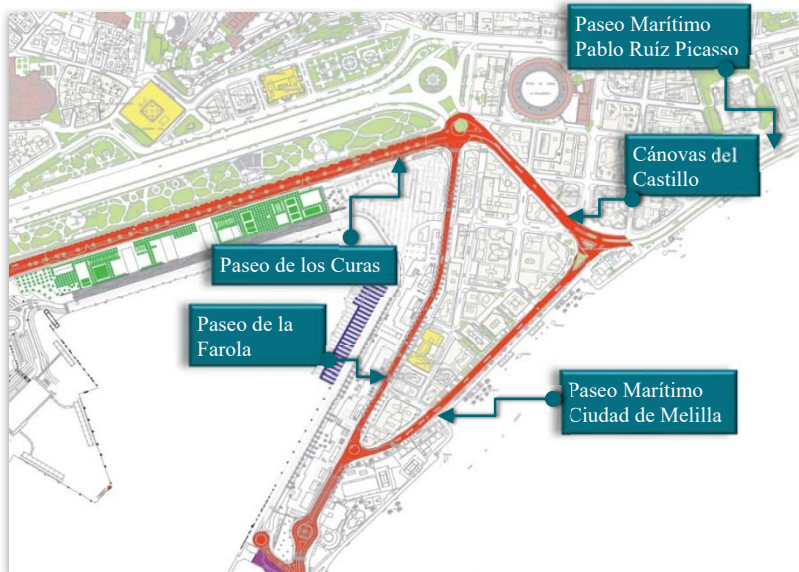 Paseo Marítimo
Pablo Ruíz Picasso
Cánovas del
Castillo
Paseo de los Curas
Paseo de la
Farola
Paseo Marítimo
Ciudad de Melilla